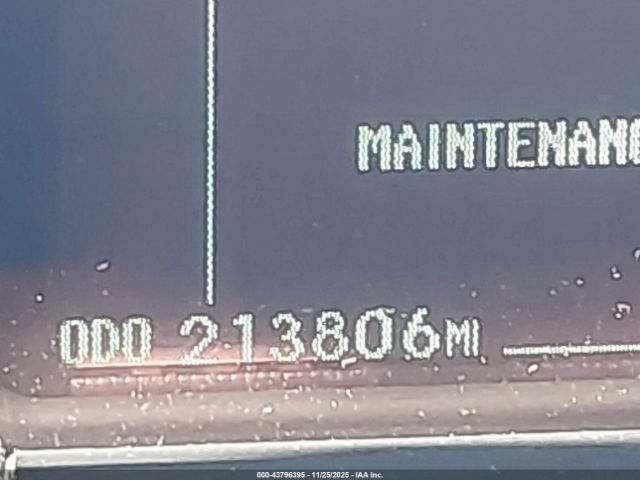 MAINTENANC
ODO 213806MI
000-43796395 - 11/25/2025 - IAA Inc.